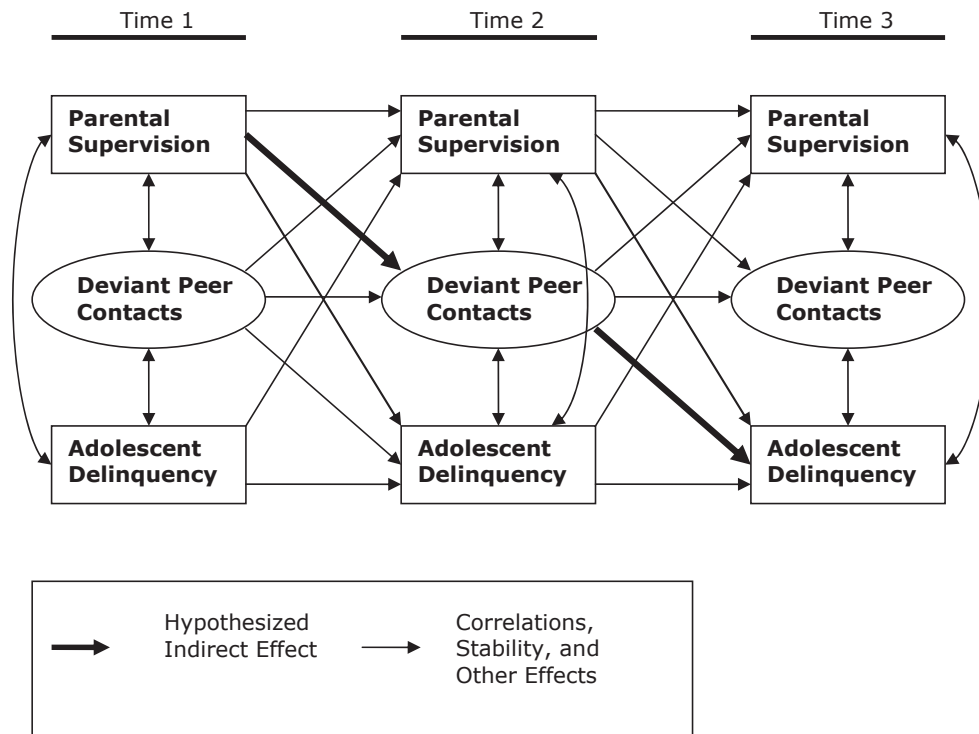 Time 1
Time 2
Time 3
Parental
Supervision
Parental
Supervision
Parental
Supervision
Deviant Peer
Contacts
Deviant Peer
Contacts
Deviant Peer
Contacts
Adolescent
Delinquency
Adolescent
Delinquency
Adolescent
Delinquency
Hypothesized
Indirect Effect
Correlations,
Stability, and
Other Effects